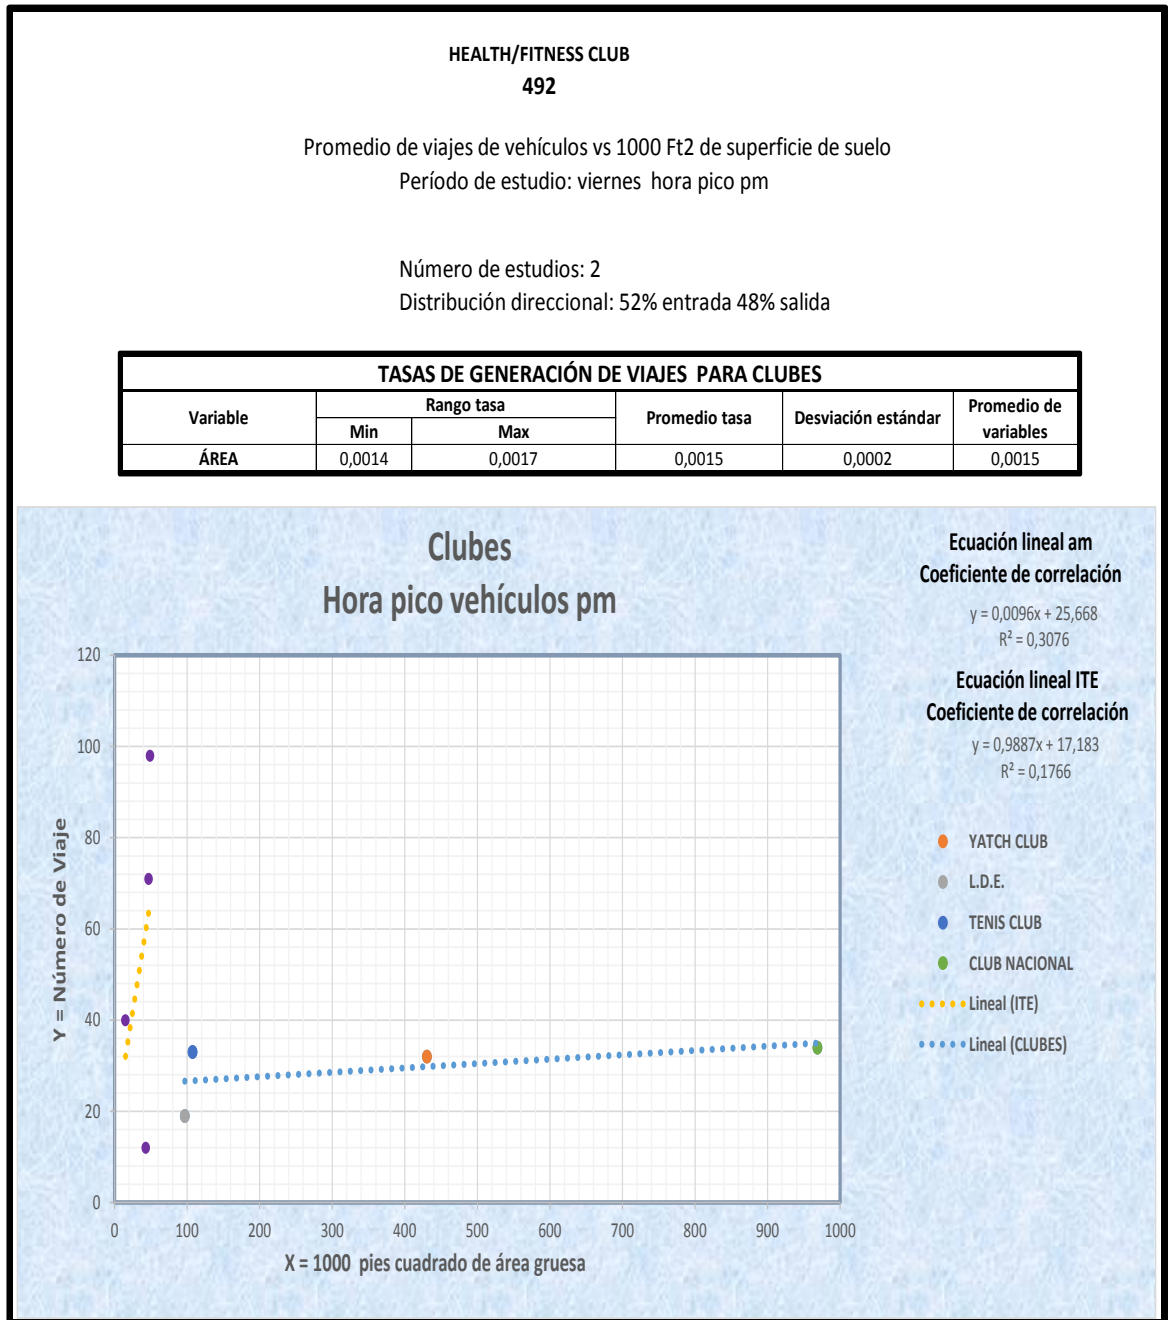 HEALTH/FITNESS CLUB
492
Promedio de viajes de vehículos vs 1000 Ft2 de superficie de suelo
Período de estudio: viernes  hora pico pm
Número de estudios: 2
Distribución direccional: 52% entrada 48% salida
TASAS DE GENERACIÓN DE VIAJES  PARA CLUBES
Variable Rango tasa Promedio tasa Desviación estándar Promedio de variables
Min Max
ÁREA 0,0014 0,0017 0,0015 0,0002 0,0015
Clubes
Hora pico vehículos pm
Ecuación lineal am
Coeficiente de correlación
y = 0,0096x + 25,668
R² = 0,3076
Ecuación lineal ITE
Coeficiente de correlación
y = 0,9887x + 17,183
R² = 0,1766
YATCH CLUB
L.D.E.
TENIS CLUB
CLUB NACIONAL
Lineal (ITE)
Lineal (CLUBES)
Y = Número de Viaje
120
100
80
60
40
20
0
0 100 200 300 400 500 600 700 800 900 1000
X = 1000  pies cuadrado de área gruesa